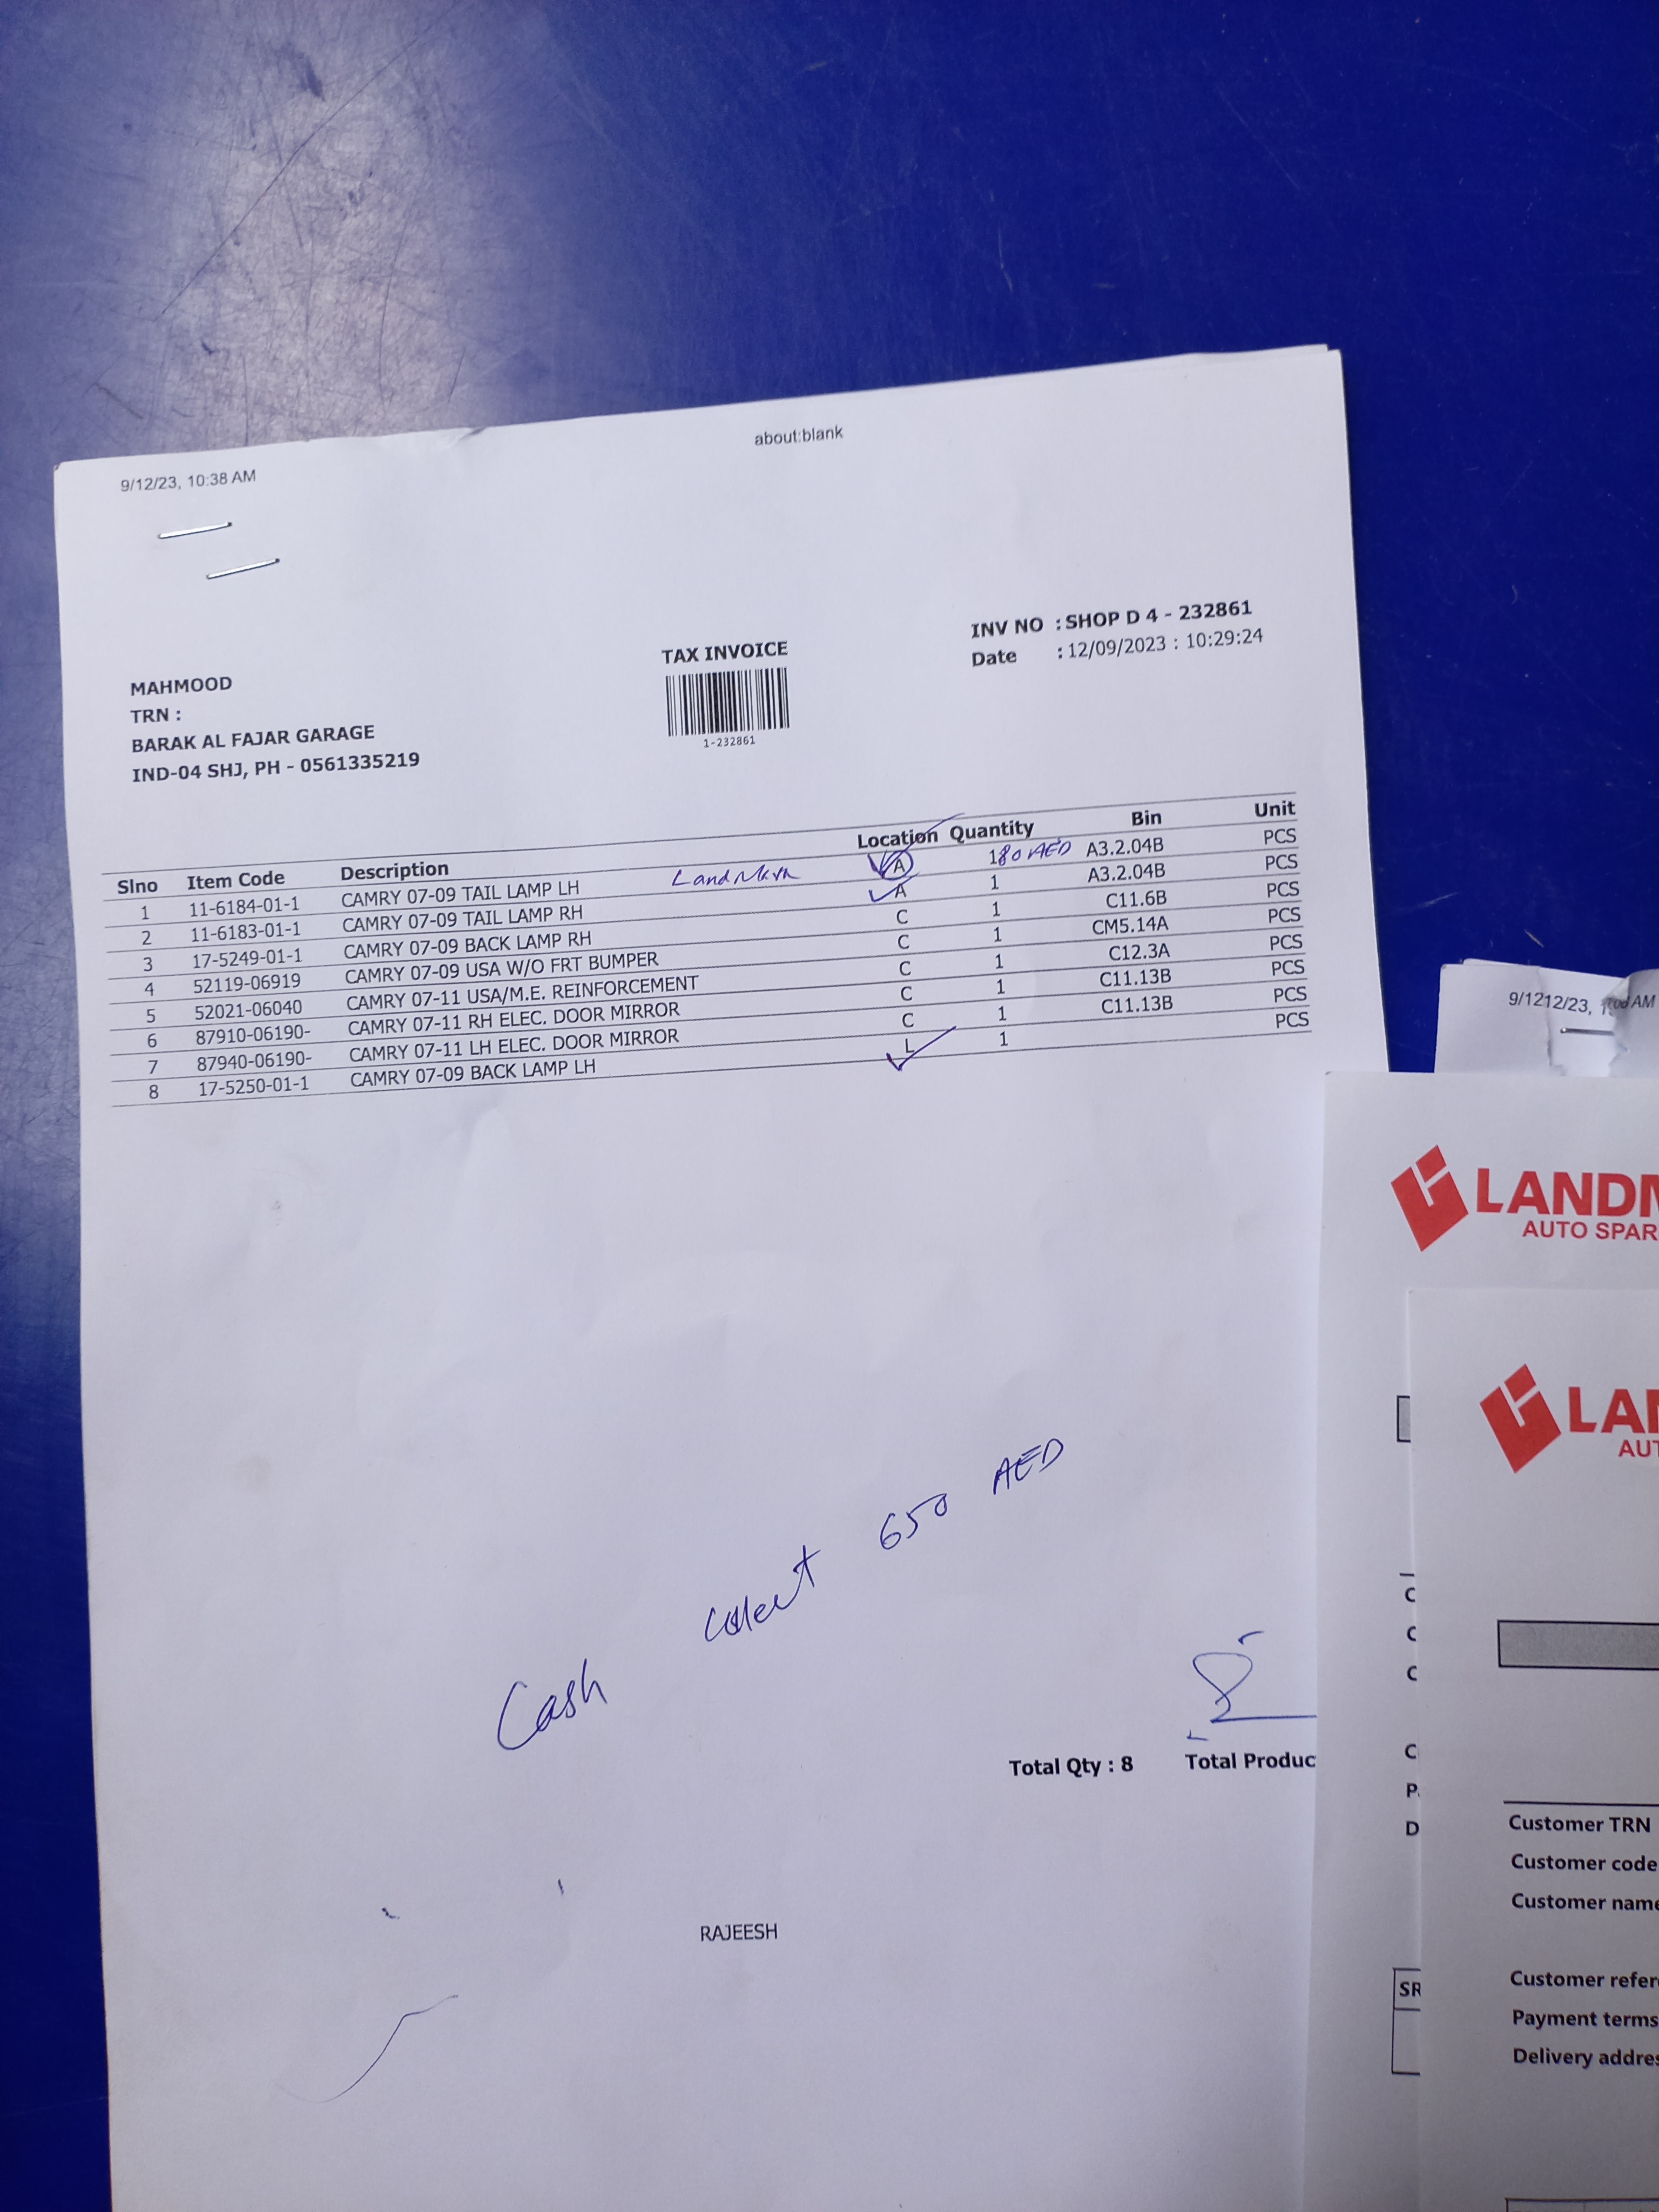 about:blank
9/12/23, 10:38 AM
INV NO : SHOP D 4 - 232861
Date : 12/09/2023 : 10:29:24
TAX INVOICE
1-232861
MAHMOOD
TRN :
BARAK AL FAJAR GARAGE
IND-04 SHJ, PH - 0561335219
Slno Item Code Description Location Quantity Bin Unit
1 11-6184-01-1 CAMRY 07-09 TAIL LAMP LH A 1 80 AED A3.2.04B PCS
2 11-6183-01-1 CAMRY 07-09 TAIL LAMP RH A 1 A3.2.04B PCS
3 17-5249-01-1 CAMRY 07-09 BACK LAMP RH C 1 C11.6B PCS
4 52119-06919 CAMRY 07-09 USA W/O FRT BUMPER C 1 CM5.14A PCS
5 52021-06040 CAMRY 07-11 USA/M.E. REINFORCEMENT C 1 C12.3A PCS
6 87910-06190- CAMRY 07-11 RH ELEC. DOOR MIRROR C 1 C11.13B PCS
7 87940-06190- CAMRY 07-11 LH ELEC. DOOR MIRROR C 1 C11.13B PCS
8 17-5250-01-1 CAMRY 07-09 BACK LAMP LH L 1 PCS
Cash 650 AED
Total Qty : 8 Total Produc
RAJEESH
9/1212/23, AM
LANDM
AUTO SPAR
C
C
C
C
P.
D
SR
LAN
AUT
Customer TRN
Customer code
Customer name
Customer refer
Payment terms
Delivery addres